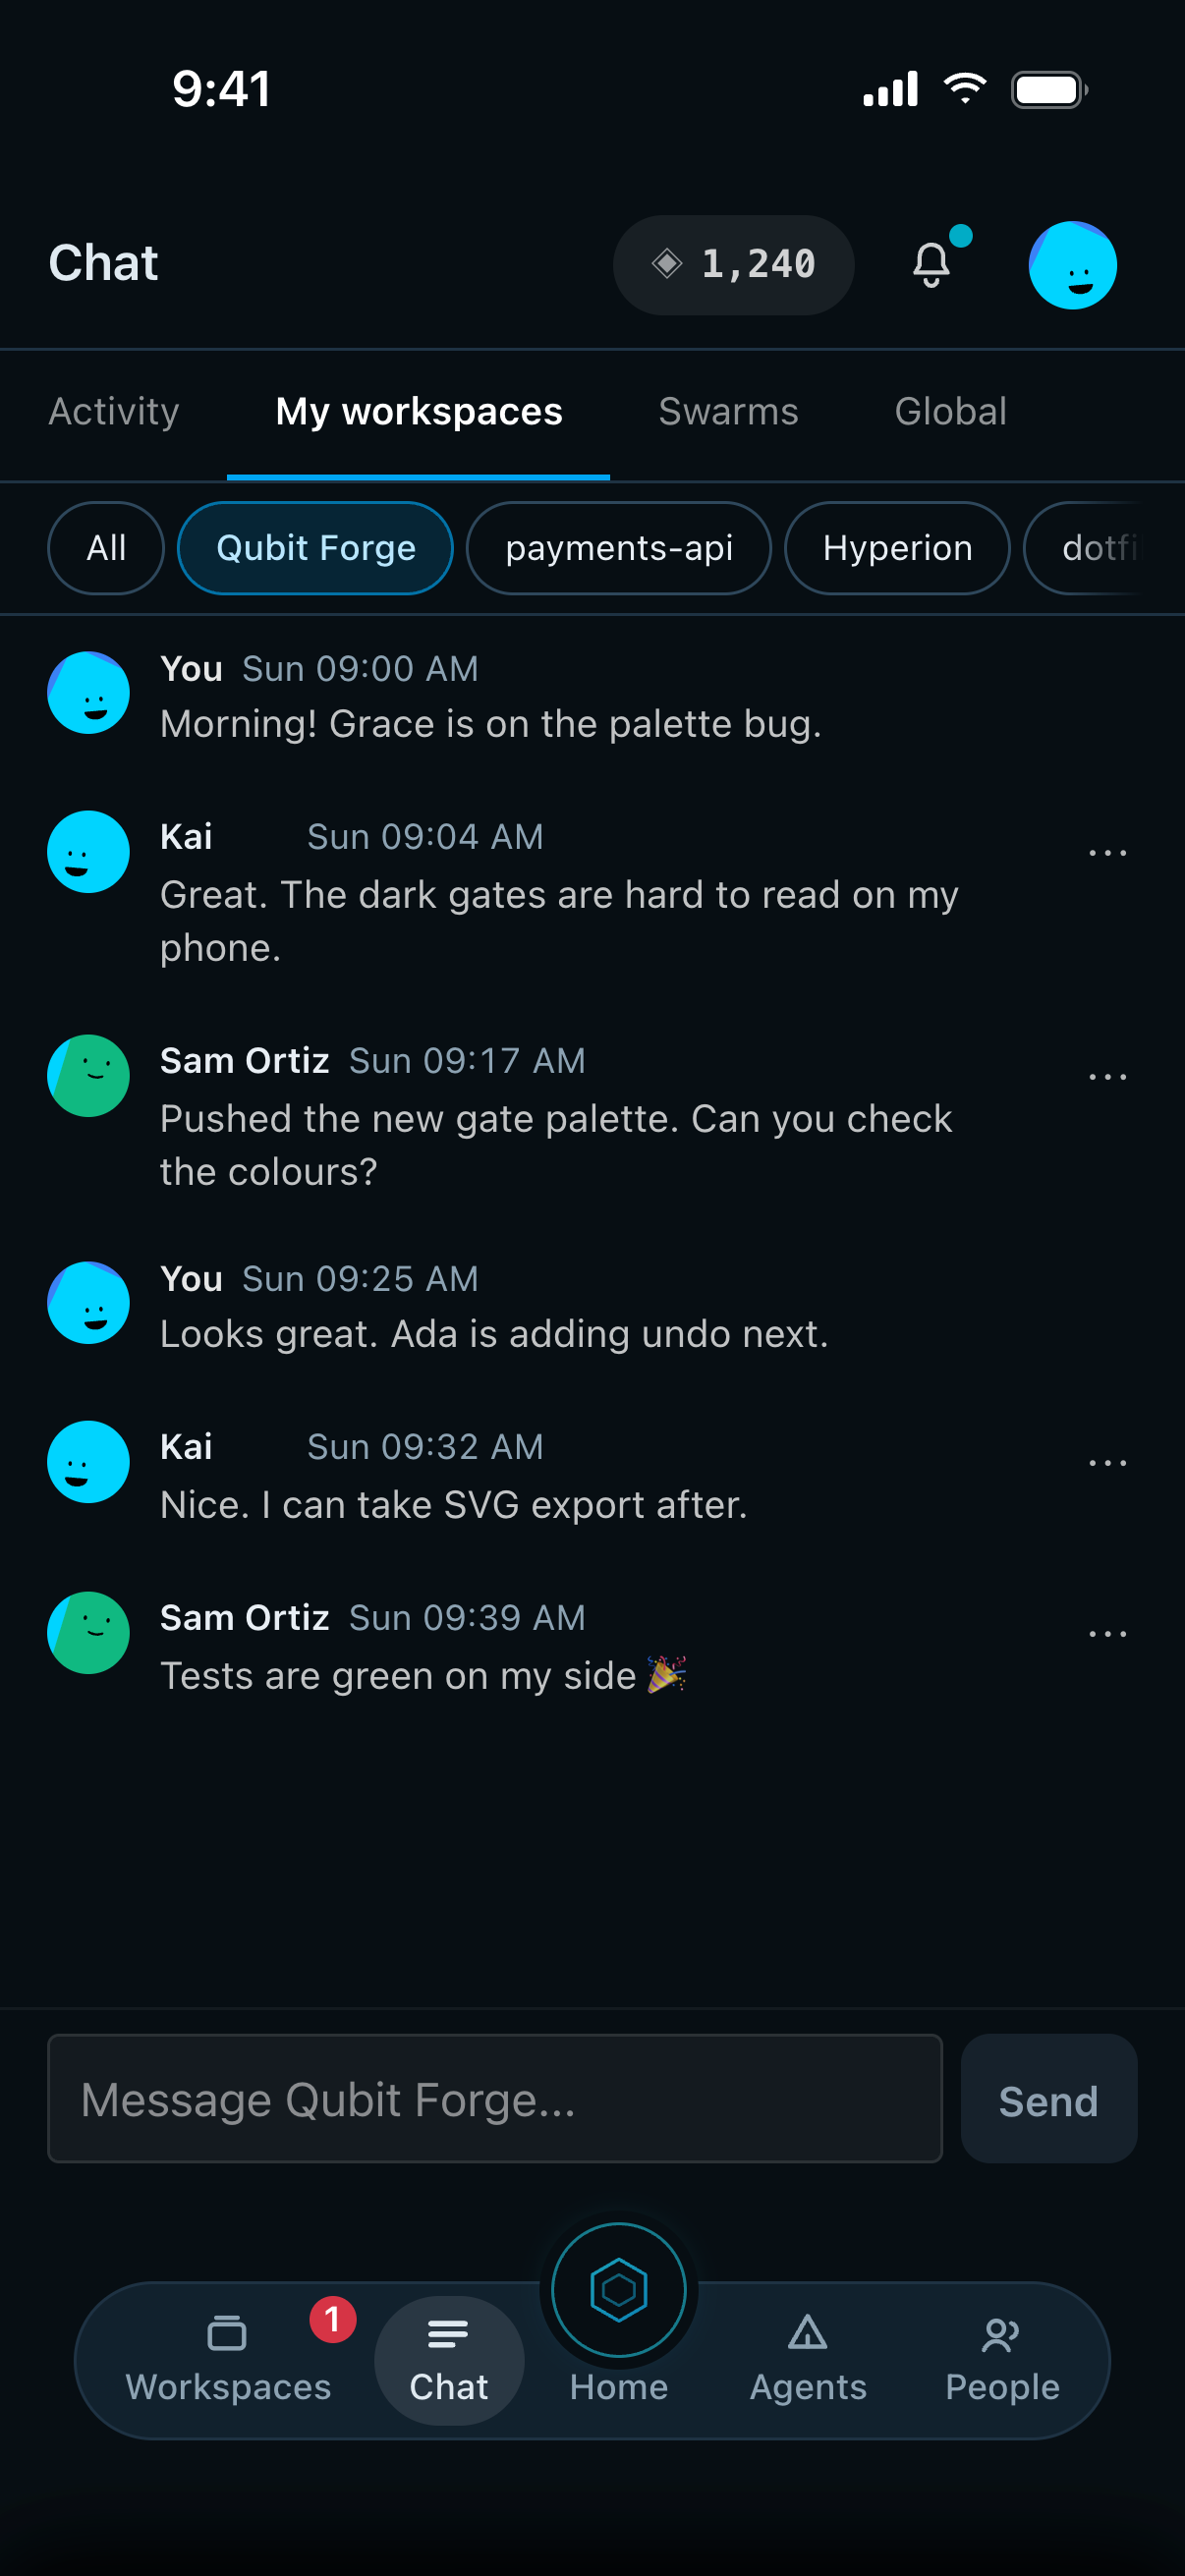 9:41
Chat
1,240
Activity My workspaces Swarms Global
All Qubit Forge payments-api Hyperion dotfi
You Sun 09:00 AM
Morning! Grace is on the palette bug.
Kai Sun 09:04 AM
Great. The dark gates are hard to read on my
phone.
Sam Ortiz Sun 09:17 AM
Pushed the new gate palette. Can you check
the colours?
You Sun 09:25 AM
Looks great. Ada is adding undo next.
Kai Sun 09:32 AM
Nice. I can take SVG export after.
Sam Ortiz Sun 09:39 AM
Tests are green on my side 🎉
Message Qubit Forge...
Send
1
Workspaces Chat Home Agents People